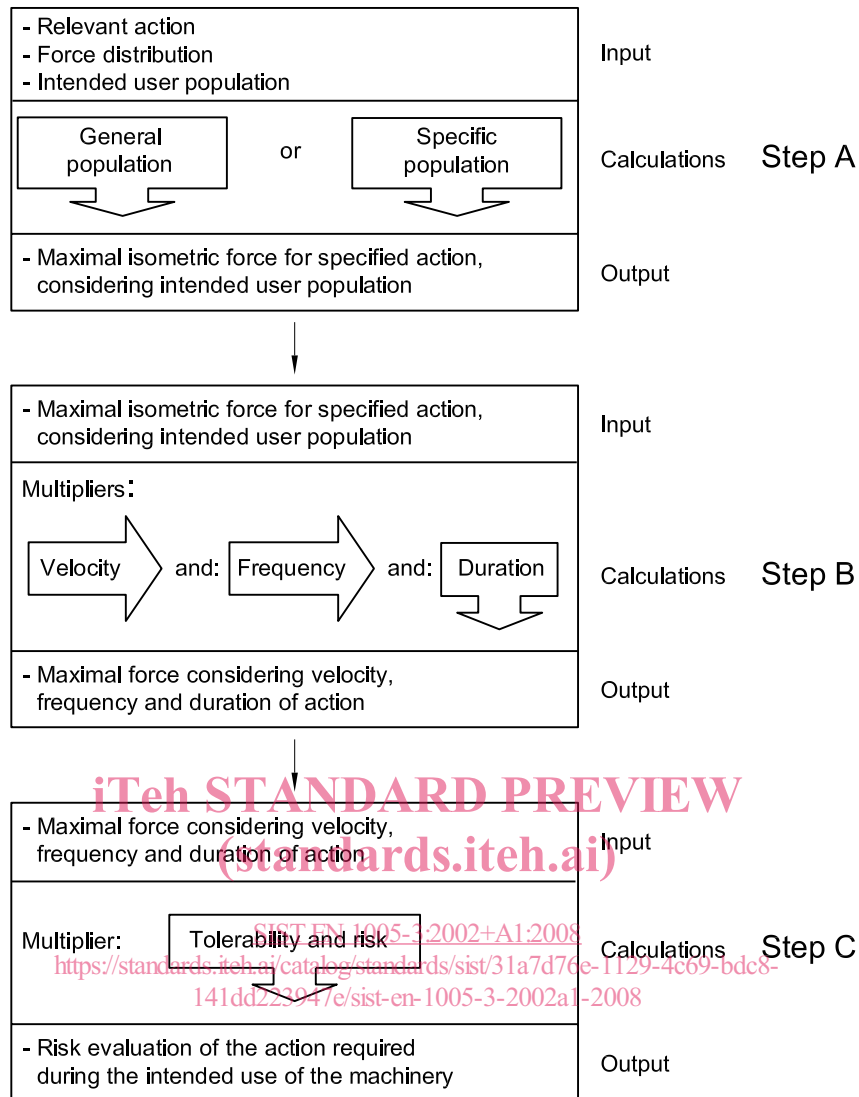 - Relevant action
- Force distribution
- Intended user population
Input
General
population
or
Specific
population
Calculations
Step A
- Maximal isometric force for specified action,
considering intended user population
Output
- Maximal isometric force for specified action,
considering intended user population
Input
Multipliers:
Velocity
and:
Frequency
and:
Duration
Calculations
Step B
- Maximal force considering velocity,
frequency and duration of action
Output
iTeh STANDARD PREVIEW
- Maximal force considering velocity,
frequency and duration of action
Input
(standards.iteh.ai)
Multiplier:
Tolerability and risk
Calculations
Step C
SIST EN 1005-3:2002+A1:2008
https://standards.iteh.ai/catalog/standards/sist/31a7d76e-1129-4c69-bdc8-
141dd223947e/sist-en-1005-3-2002a1-2008
- Risk evaluation of the action required
during the intended use of the machinery
Output